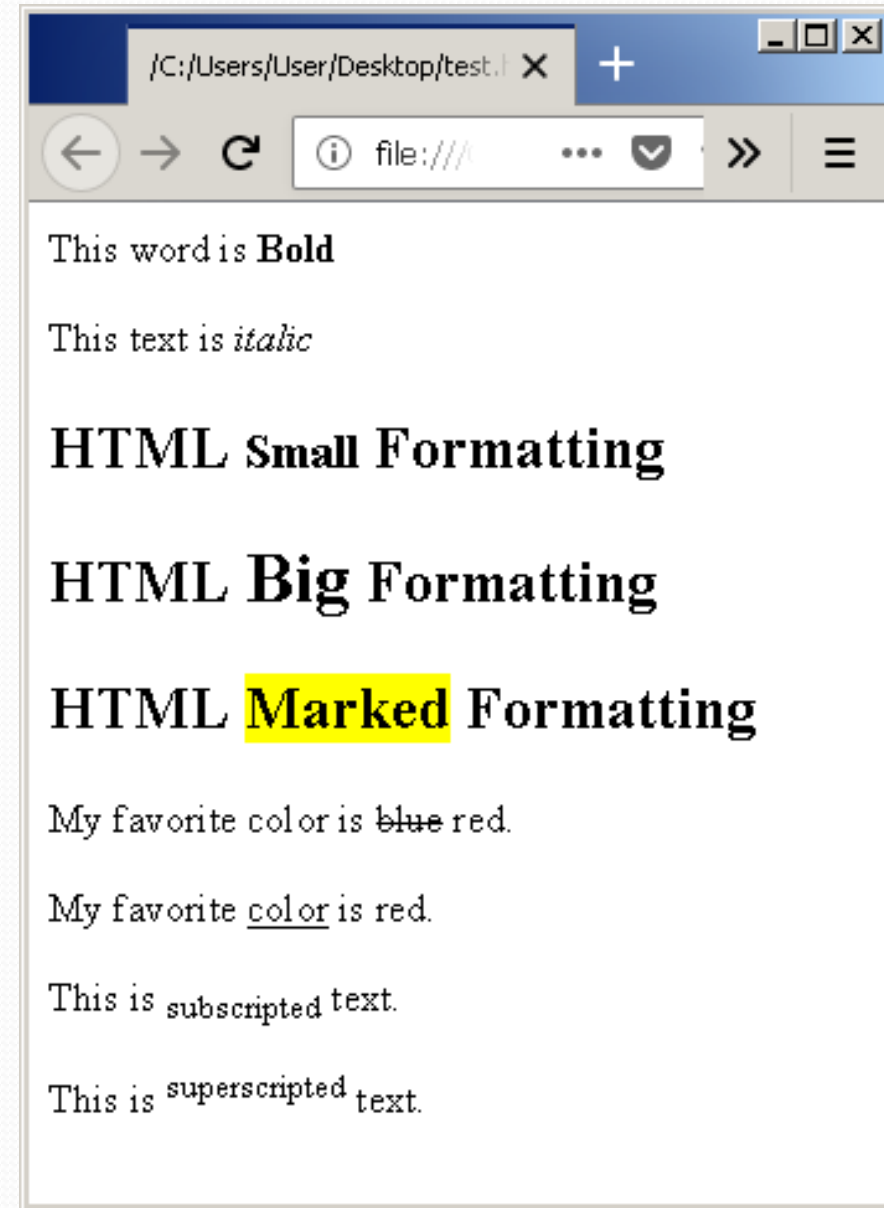 /C:/Users/User/Desktop/test.h
file:///
This word is Bold
This text is italic
HTML Small Formatting
HTML Big Formatting
HTML Marked Formatting
My favorite color is blue red.
My favorite color is red.
This is subscripted text.
This is superscripted text.